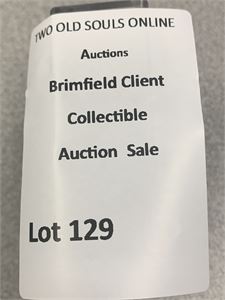 TWO OLD SOULS ONLINE
Auctions
Brimfield Client
Collectible
Auction Sale
Lot 129